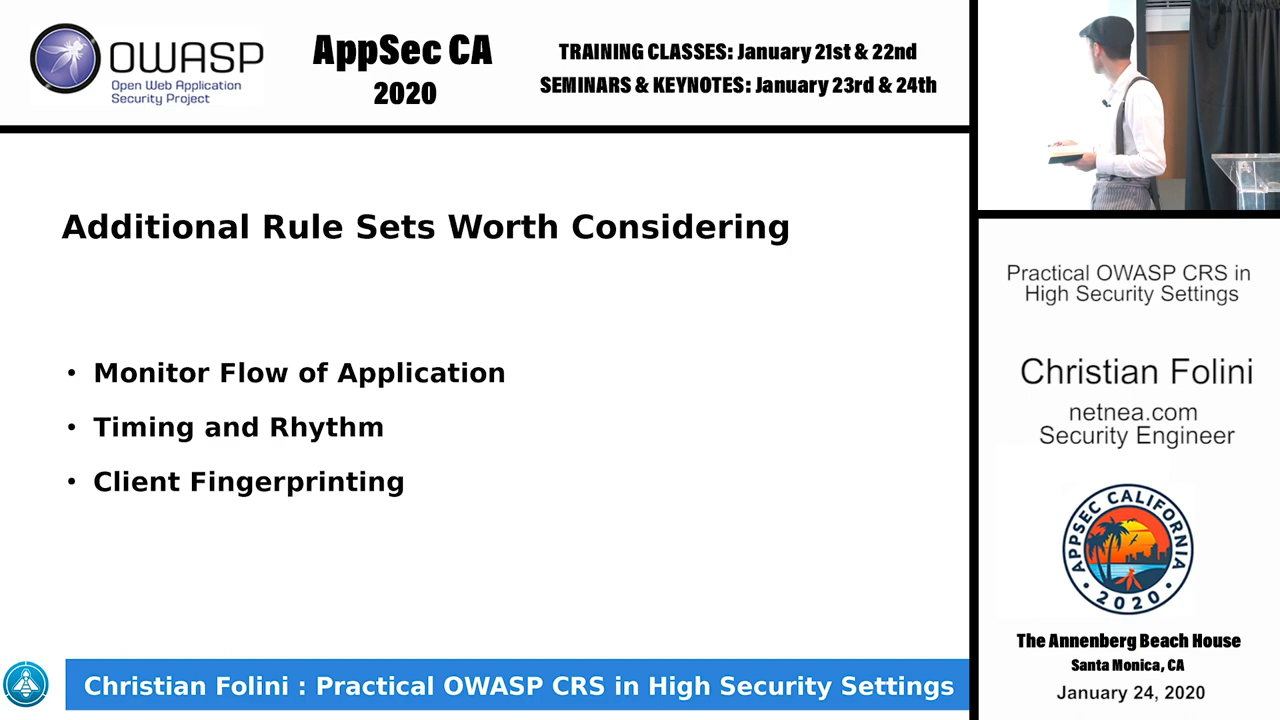 OWASP
Open Web Application
Security Project
AppSec CA
2020
TRAINING CLASSES: January 21st & 22nd
SEMINARS & KEYNOTES: January 23rd & 24th
Additional Rule Sets Worth Considering
• Monitor Flow of Application
• Timing and Rhythm
• Client Fingerprinting
Christian Folini : Practical OWASP CRS in High Security Settings
Practical OWASP CRS in
High Security Settings
Christian Folini
netnea.com
Security Engineer
APPSEC CALIFORNIA
• 2020 •
The Annenberg Beach House
Santa Monica, CA
January 24, 2020